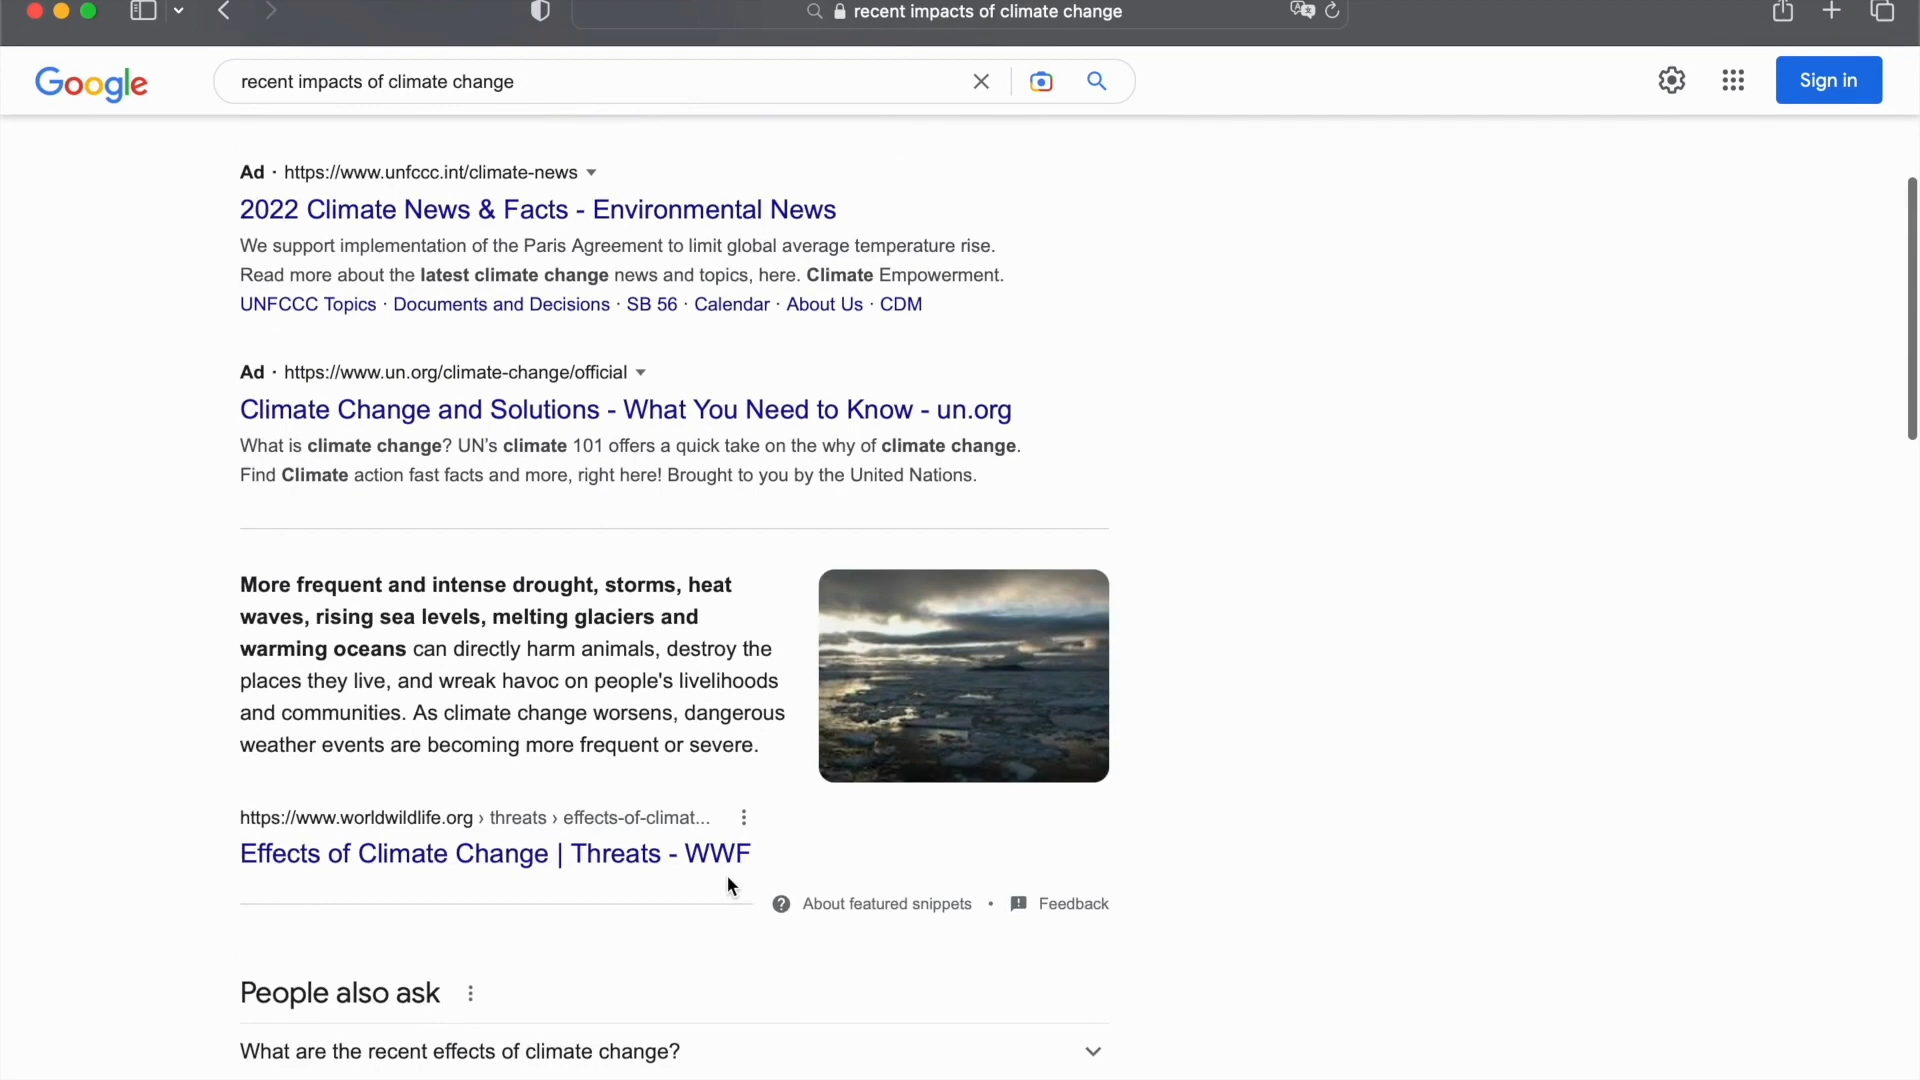 recent impacts of climate change
Google
recent impacts of climate change
Sign in
Ad · https://www.unfccc.int/climate-news
2022 Climate News & Facts - Environmental News
We support implementation of the Paris Agreement to limit global average temperature rise.
Read more about the latest climate change news and topics, here. Climate Empowerment.
UNFCCC Topics · Documents and Decisions · SB 56 · Calendar · About Us · CDM
Ad · https://www.un.org/climate-change/official
Climate Change and Solutions - What You Need to Know - un.org
What is climate change? UN's climate 101 offers a quick take on the why of climate change.
Find Climate action fast facts and more, right here! Brought to you by the United Nations.
More frequent and intense drought, storms, heat
waves, rising sea levels, melting glaciers and
warming oceans can directly harm animals, destroy the
places they live, and wreak havoc on people's livelihoods
and communities. As climate change worsens, dangerous
weather events are becoming more frequent or severe.
https://www.worldwildlife.org › threats › effects-of-climat...
Effects of Climate Change | Threats - WWF
About featured snippets • Feedback
People also ask
What are the recent effects of climate change?